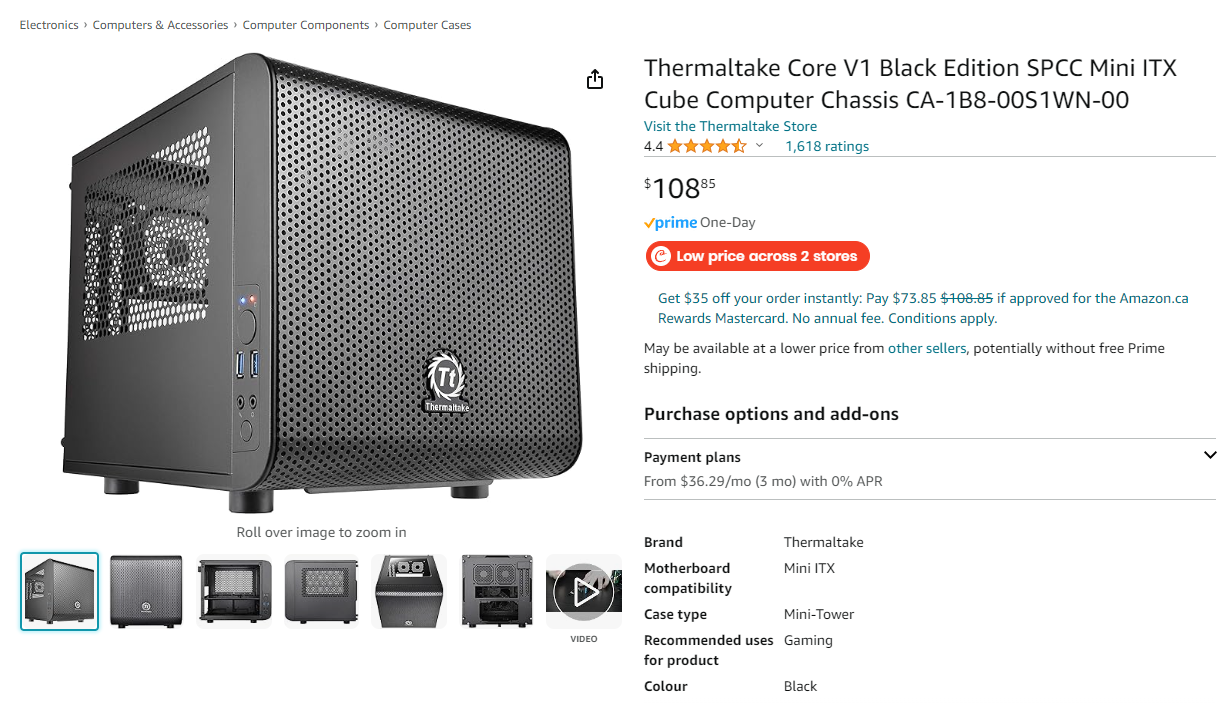 Electronics › Computers & Accessories › Computer Components › Computer Cases
Thermaltake Core V1 Black Edition SPCC Mini ITX
Cube Computer Chassis CA-1B8-00S1WN-00
Visit the Thermaltake Store
4.4 1,618 ratings
$108 85
prime One-Day
Low price across 2 stores
Get $35 off your order instantly: Pay $73.85 $108.85 if approved for the Amazon.ca
Rewards Mastercard. No annual fee. Conditions apply.
May be available at a lower price from other sellers, potentially without free Prime
shipping.
Purchase options and add-ons
Payment plans
From $36.29/mo (3 mo) with 0% APR
Brand Thermaltake
Motherboard Mini ITX
compatibility
Case type Mini-Tower
Recommended uses Gaming
for product
Colour Black
Tt
Thermaltake
Roll over image to zoom in
VIDEO